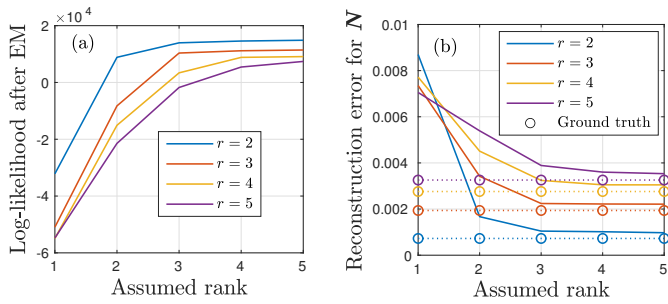 ×10⁴
(a)
Log-likelihood after EM
2
0
-2
-4
-6
1
2
3
4
5
Assumed rank
r = 2
r = 3
r = 4
r = 5
(b)
Reconstruction error for N
0.01
0.008
0.006
0.004
0.002
0
1
2
3
4
5
Assumed rank
r = 2
r = 3
r = 4
r = 5
Ground truth